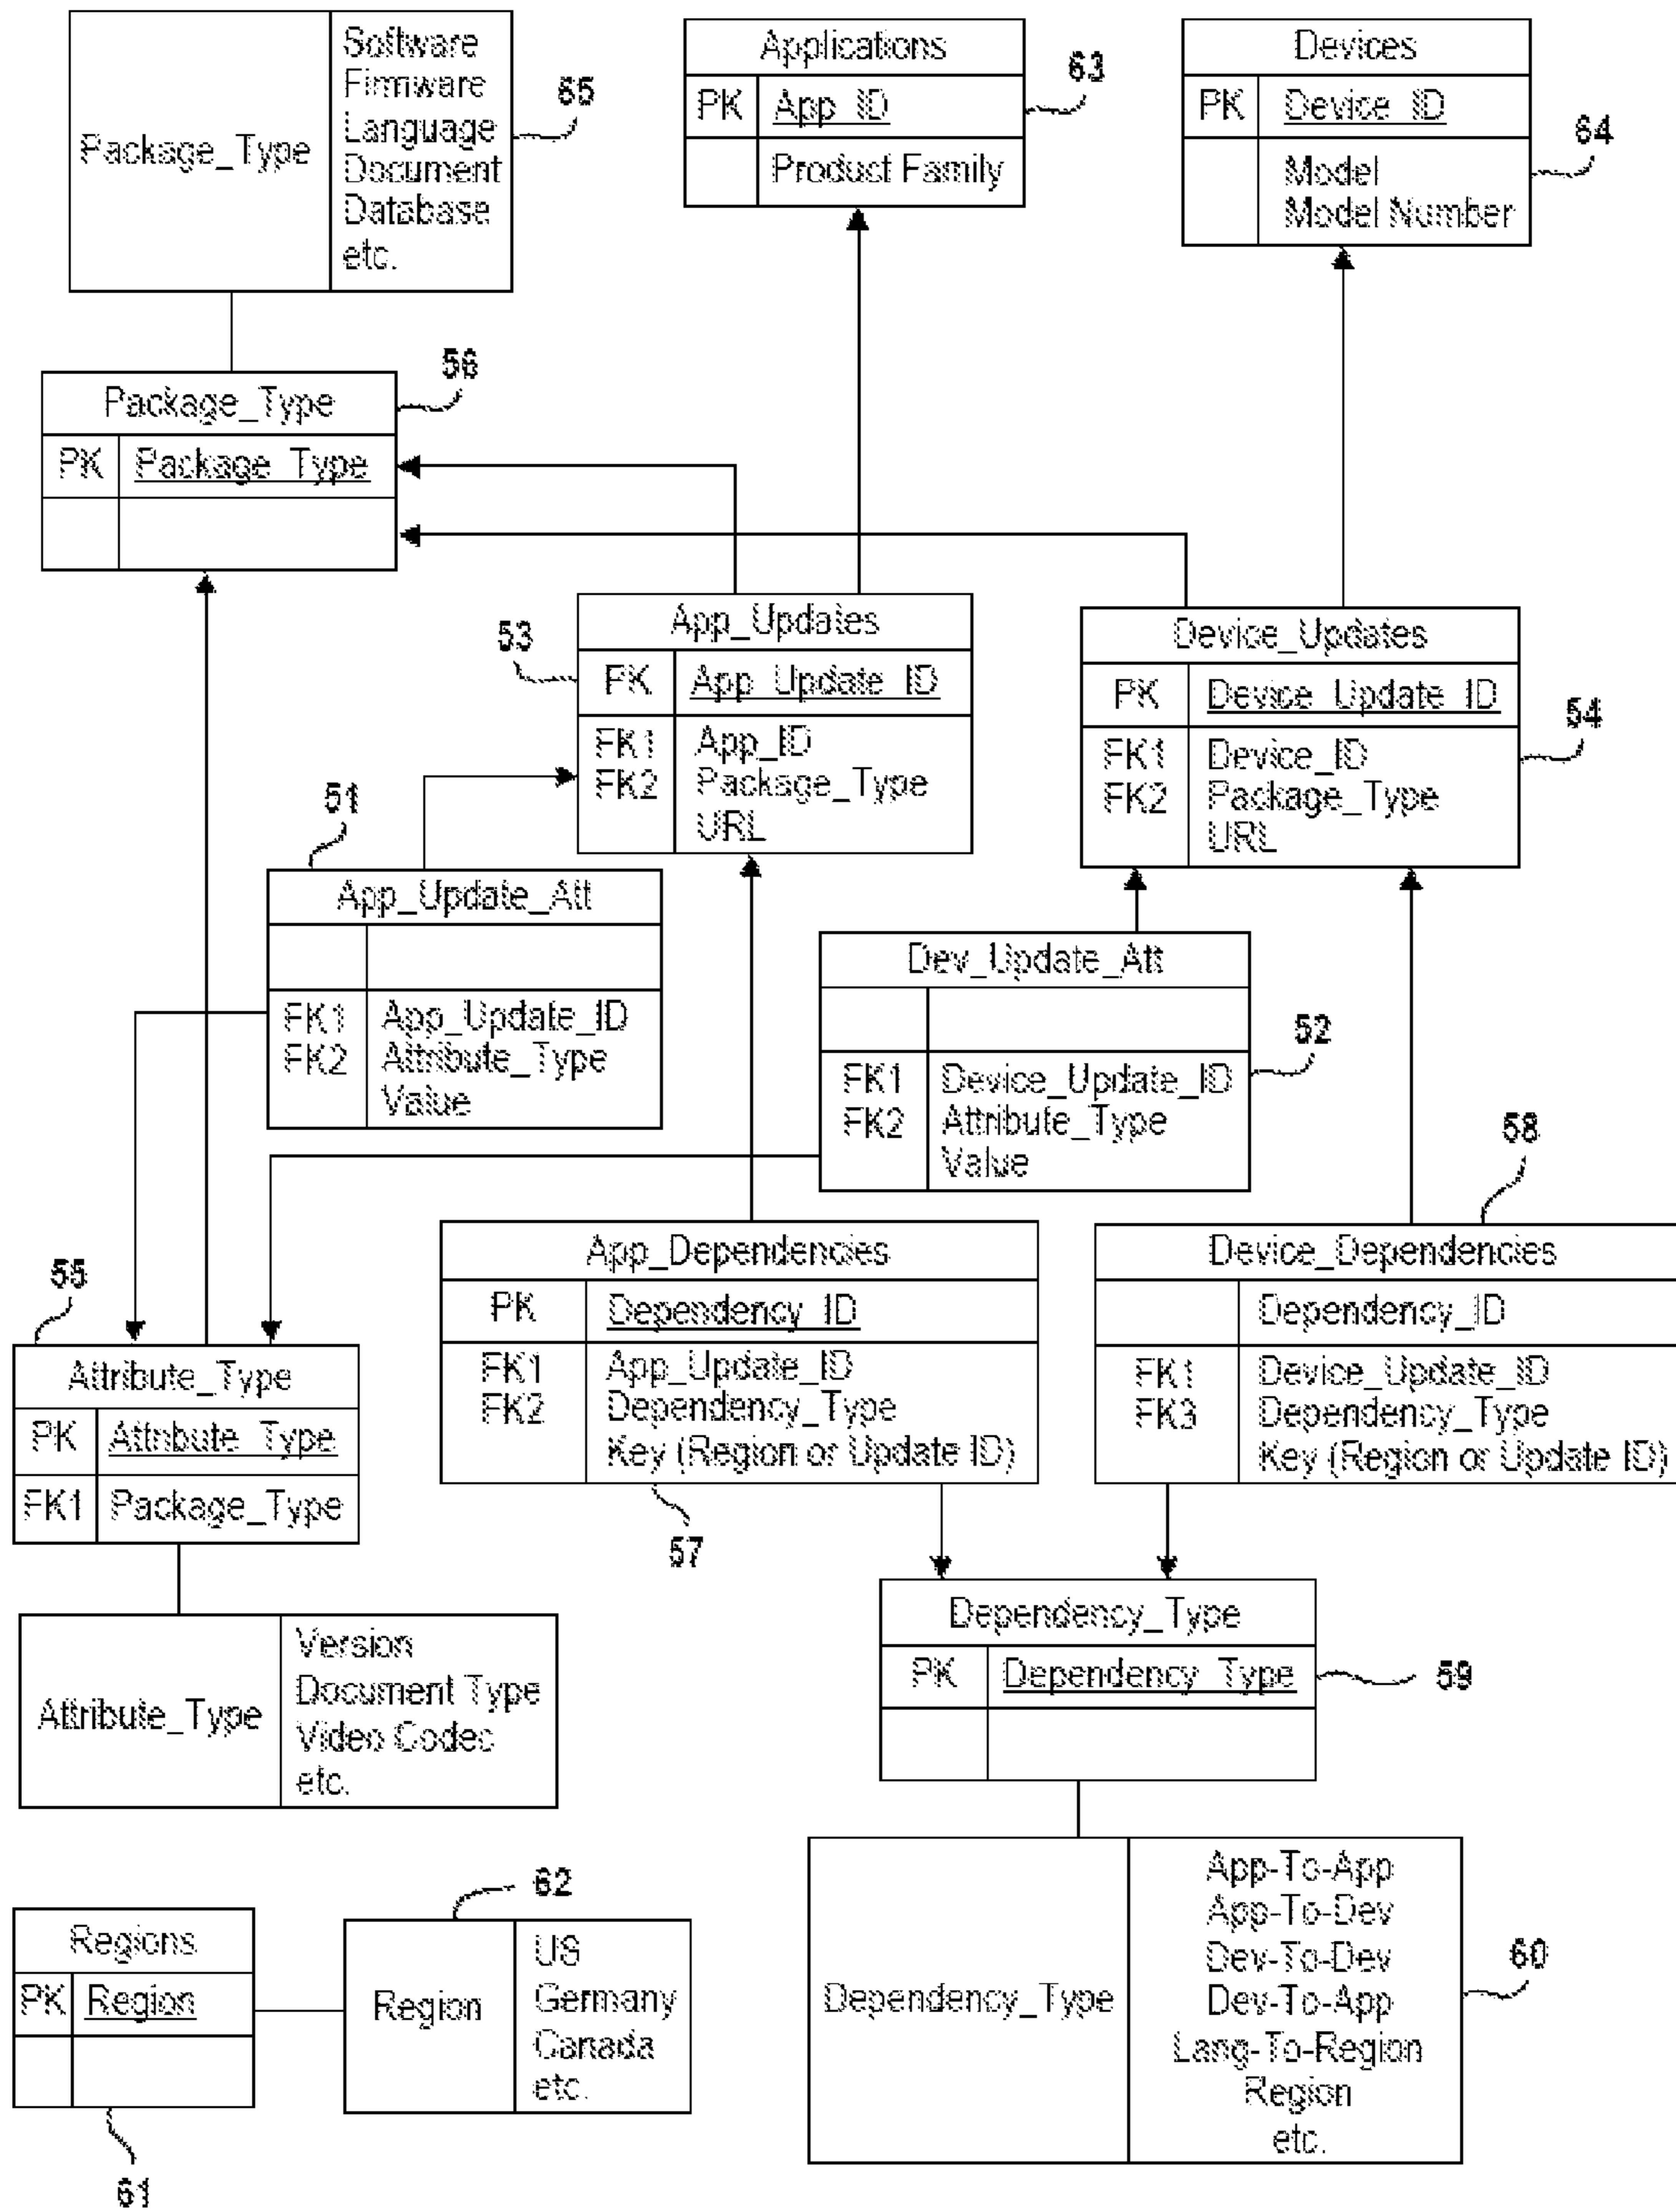 Package_Type
Software
Firmware
Language
Document
Database
etc.
65
Applications
PK App_ID
Product Family
63
Devices
PK Device_ID
Model
Model Number
64
Package_Type
56
PK Package_Type
App_Updates
53
PK App_Update_ID
FK1 App_ID
FK2 Package_Type
URL
Device_Updates
PK Device_Update_ID
54
FK1 Device_ID
FK2 Package_Type
URL
51
App_Update_Att
FK1 App_Update_ID
FK2 Attribute_Type
Value
Dev_Update_Att
52
FK1 Device_Update_ID
FK2 Attribute_Type
Value
58
App_Dependencies
PK Dependency_ID
FK1 App_Update_ID
FK2 Dependency_Type
Key (Region or Update ID)
57
Device_Dependencies
Dependency_ID
FK1 Device_Update_ID
FK3 Dependency_Type
Key (Region or Update ID)
55
Attribute_Type
PK Attribute_Type
FK1 Package_Type
Attribute_Type
Version
Document Type
Video Codec
etc.
Dependency_Type
PK Dependency_Type
59
Dependency_Type
App-To-App
App-To-Dev
Dev-To-Dev
Dev-To-App
Lang-To-Region
Region
etc.
60
Regions
PK Region
61
62
Region
US
Germany
Canada
etc.